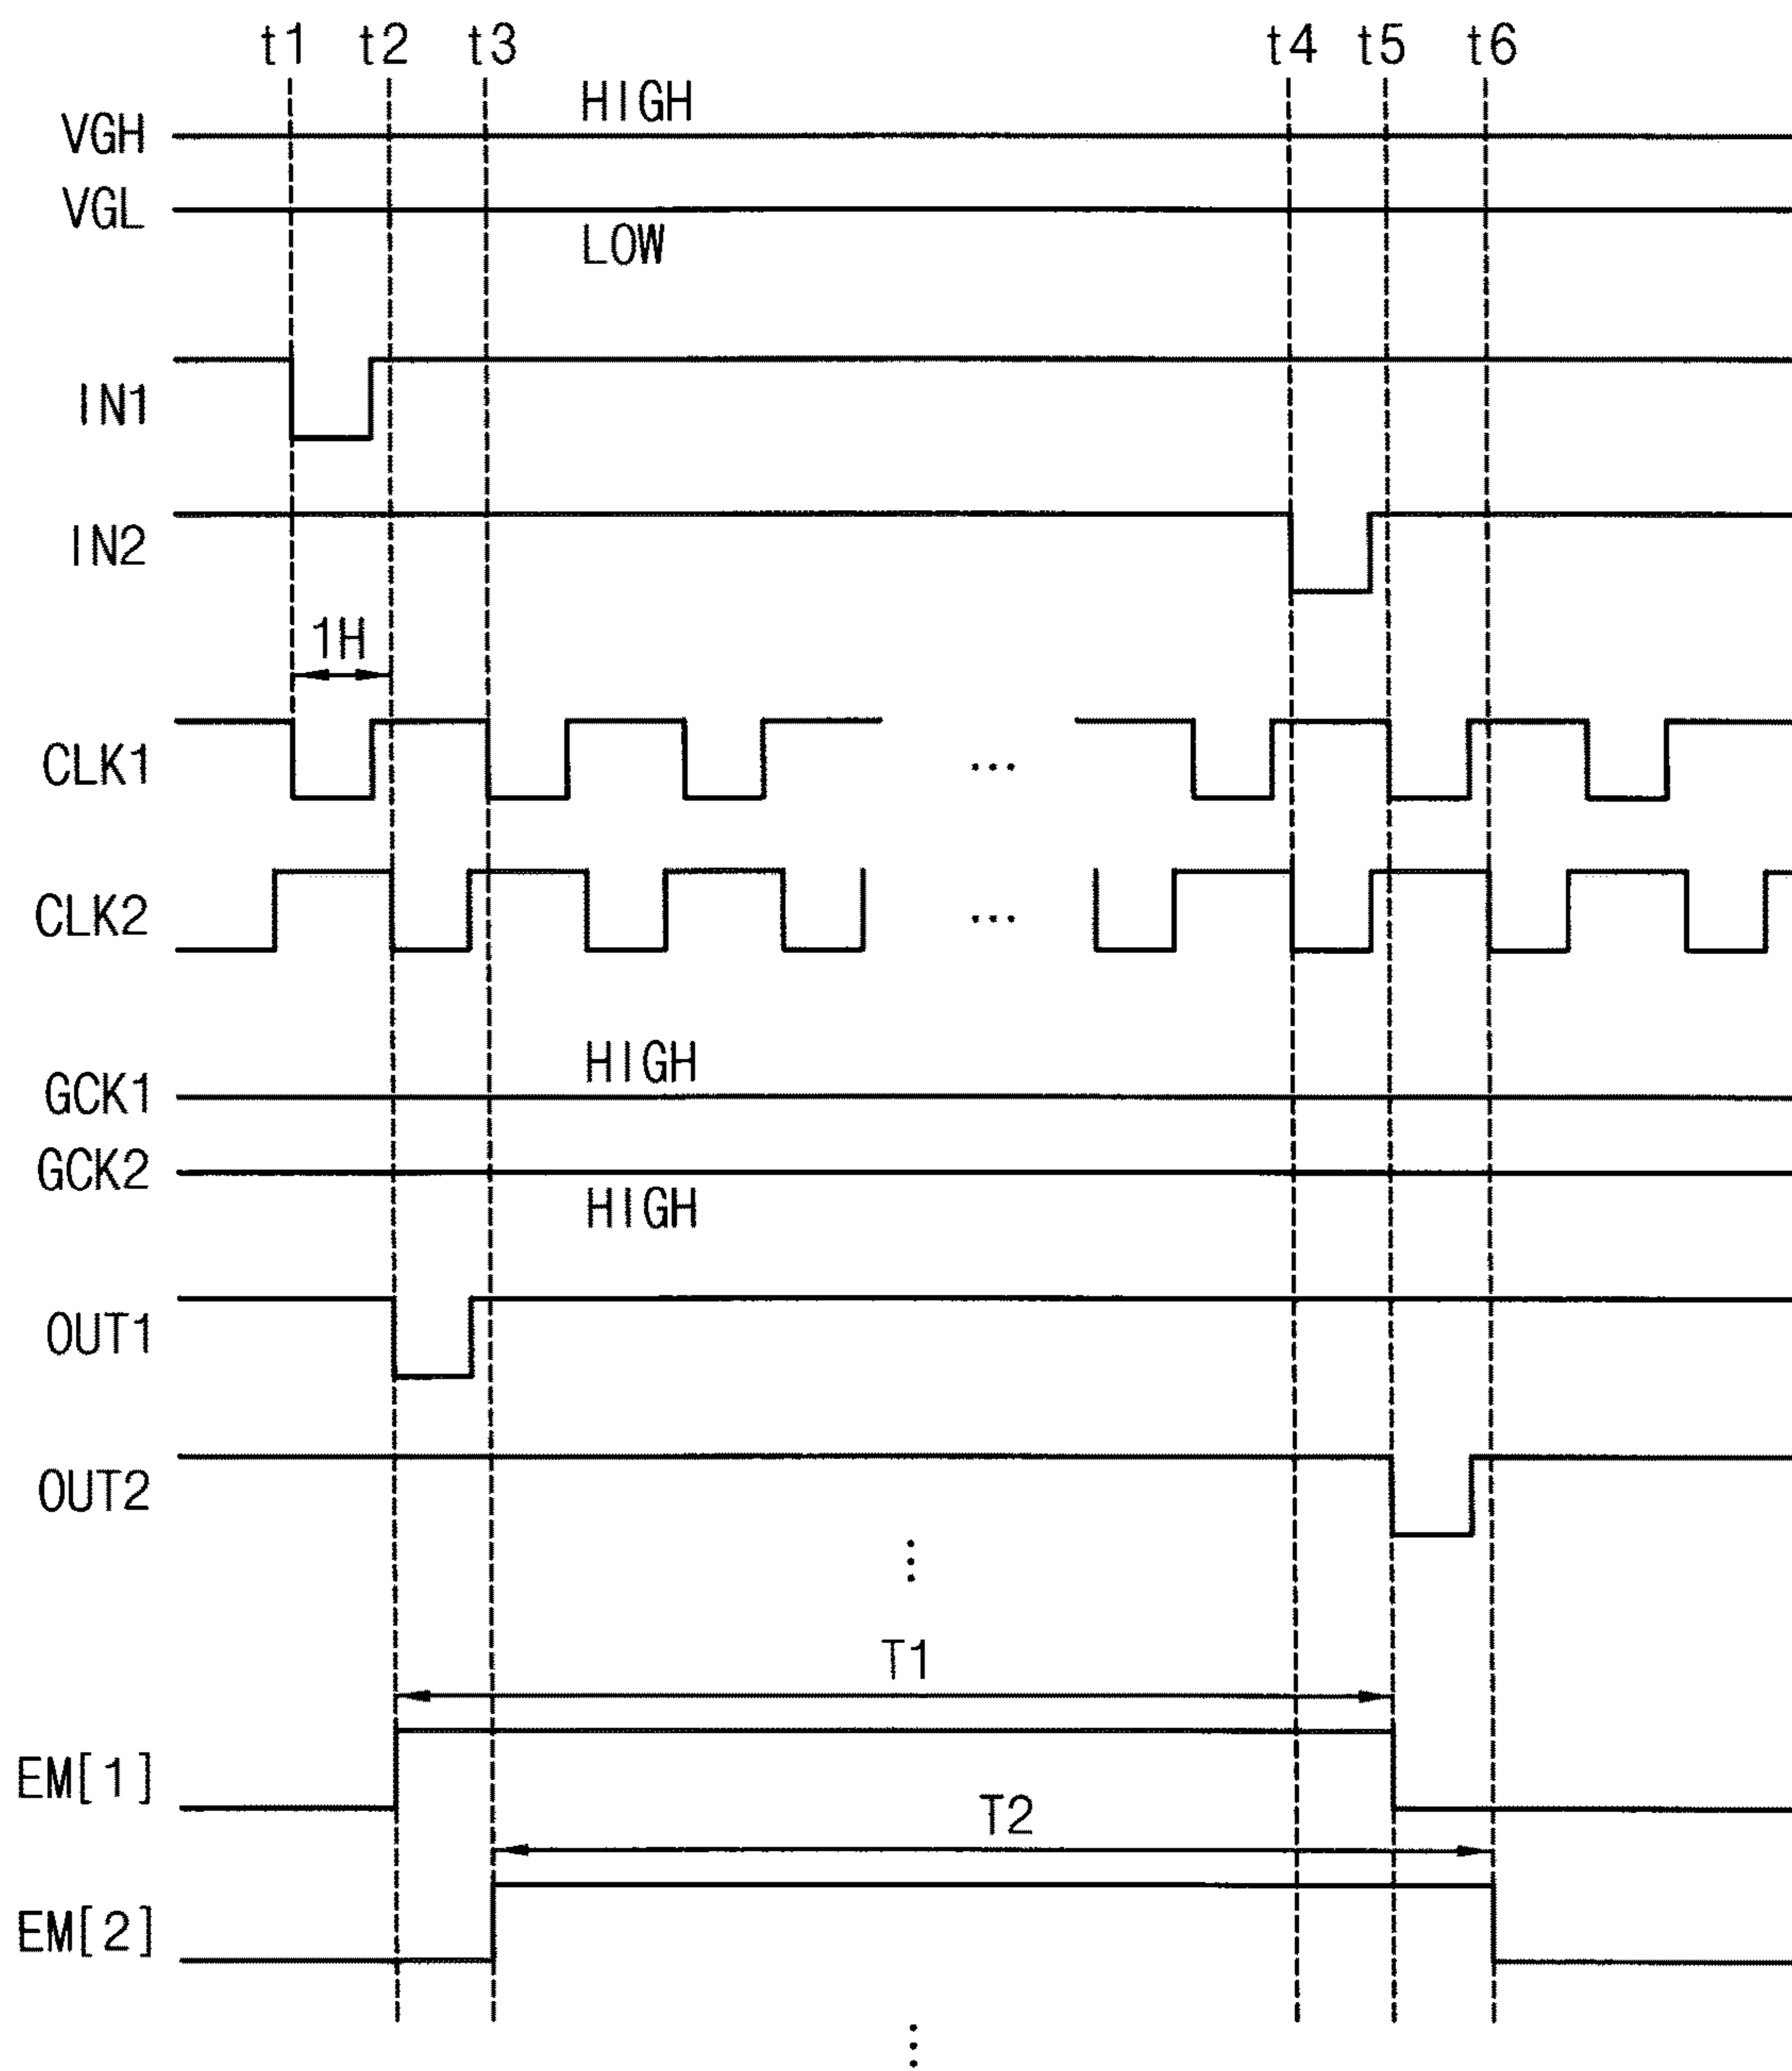 t1 t2 t3 t4 t5 t6
HIGH
VGH
VGL
LOW
IN1
IN2
1H
CLK1
...
CLK2
...
HIGH
GCK1
GCK2
HIGH
OUT1
OUT2
T1
EM[1]
T2
EM[2]